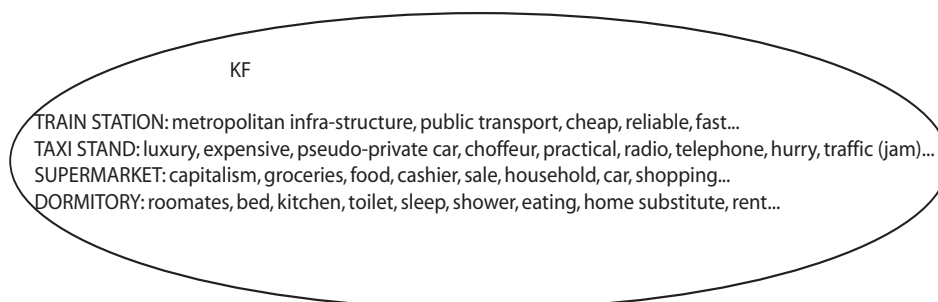 KF
TRAIN STATION: metropolitan infra-structure, public transport, cheap, reliable, fast...
TAXI STAND: luxury, expensive, pseudo-private car, choffeur, practical, radio, telephone, hurry, traffic (jam)...
SUPERMARKET: capitalism, groceries, food, cashier, sale, household, car, shopping...
DORMITORY: roomates, bed, kitchen, toilet, sleep, shower, eating, home substitute, rent...